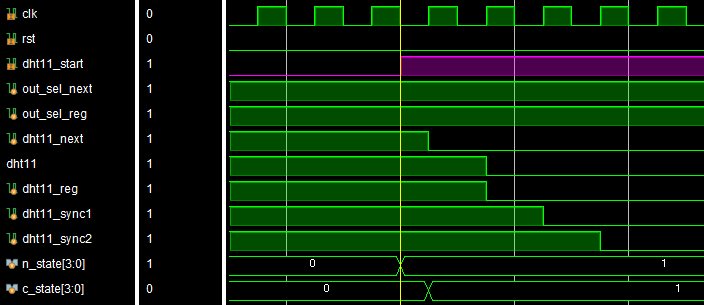 clk 0
rst 0
dht11_start 1
out_sel_next 1
out_sel_reg 1
dht11_next 1
dht11 1
dht11_reg 1
dht11_sync1 1
dht11_sync2 1
n_state[3:0] 1 0 1
c_state[3:0] 0 0 1